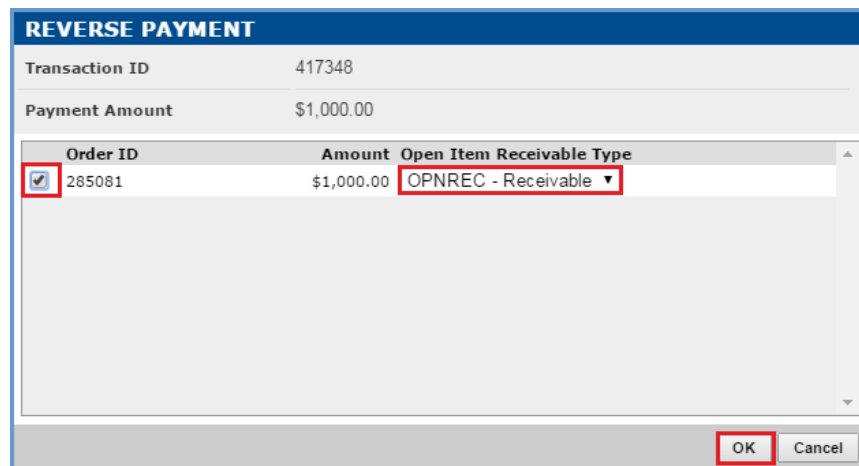 REVERSE PAYMENT
Transaction ID 417348
Payment Amount $1,000.00
Order ID Amount Open Item Receivable Type
285081 $1,000.00 OPNREC - Receivable
OK Cancel